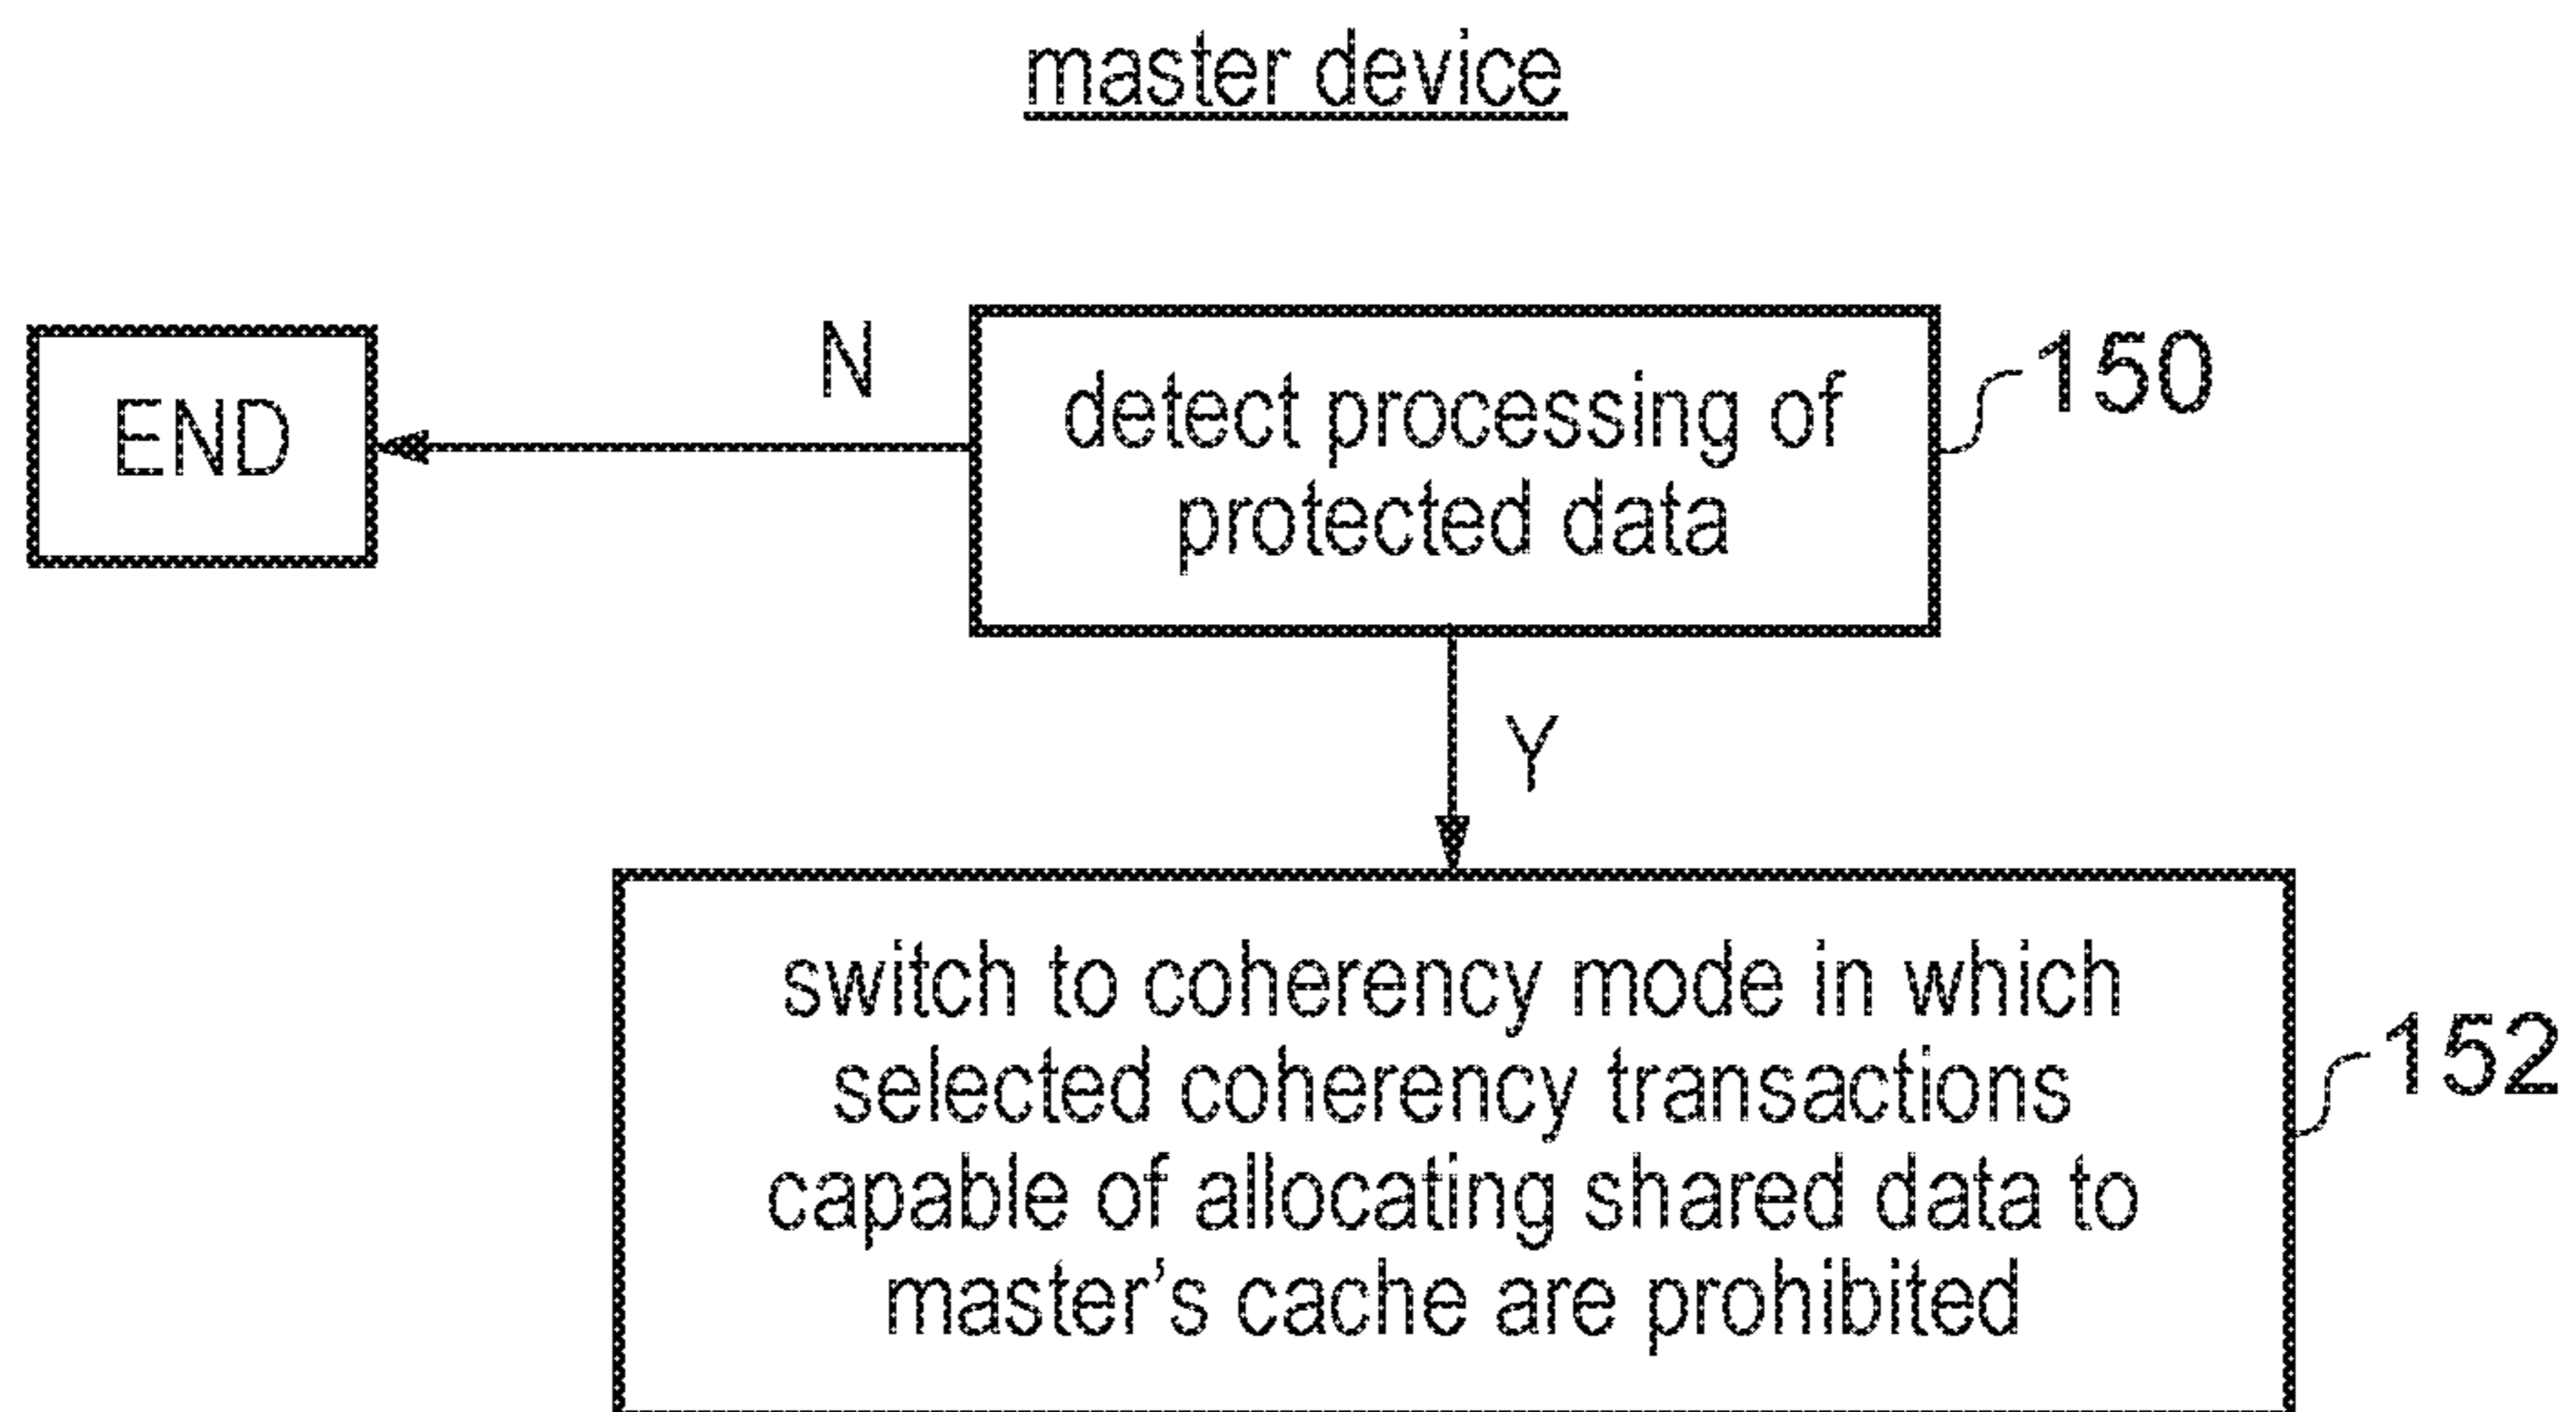 master device
END
N
detect processing of
protected data
150
Y
switch to coherency mode in which
selected coherency transactions
capable of allocating shared data to
master's cache are prohibited
152